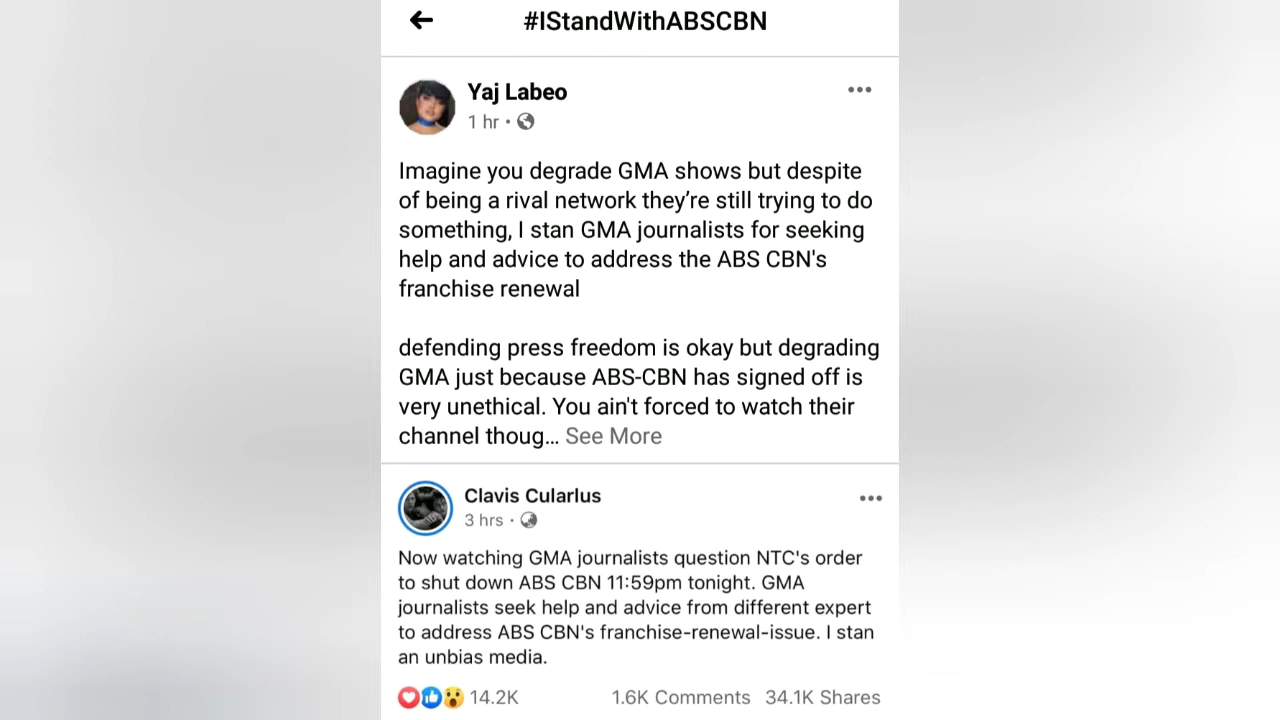 #IStandWithABSCBN
Yaj Labeo
1 hr
Imagine you degrade GMA shows but despite
of being a rival network they’re still trying to do
something, I stan GMA journalists for seeking
help and advice to address the ABS CBN's
franchise renewal
defending press freedom is okay but degrading
GMA just because ABS-CBN has signed off is
very unethical. You ain't forced to watch their
channel thoug... See More
Clavis Cularlus
3 hrs
Now watching GMA journalists question NTC's order
to shut down ABS CBN 11:59pm tonight. GMA
journalists seek help and advice from different expert
to address ABS CBN's franchise-renewal-issue. I stan
an unbias media.
14.2K 1.6K Comments 34.1K Shares